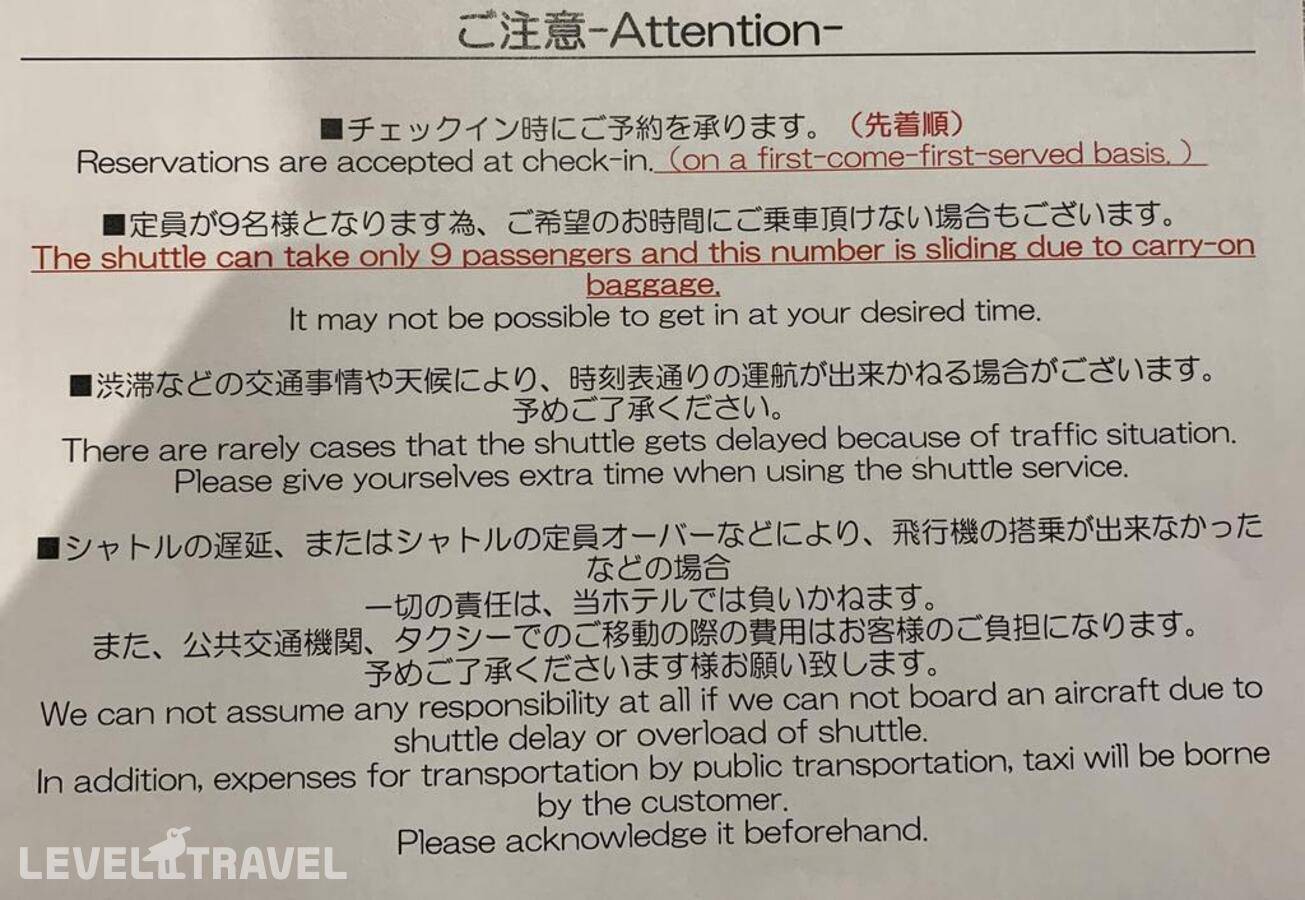 ご注意-Attention-
■チェックイン時にご予約を承ります。（先着順）
Reservations are accepted at check-in.（on a first-come-first-served basis.）
■定員が9名様となります為、ご希望のお時間にご乗車頂けない場合もございます。
The shuttle can take only 9 passengers and this number is sliding due to carry-on
baggage.
It may not be possible to get in at your desired time.
■渋滞などの交通事情や天候により、時刻表通りの運航が出来かねる場合がございます。
予めご了承ください。
There are rarely cases that the shuttle gets delayed because of traffic situation.
Please give yourselves extra time when using the shuttle service.
■シャトルの遅延、またはシャトルの定員オーバーなどにより、飛行機の搭乗が出来なかった
などの場合
一切の責任は、当ホテルでは負いかねます。
また、公共交通機関、タクシーでのご移動の際の費用はお客様のご負担になります。
予めご了承くださいます様お願い致します。
We can not assume any responsibility at all if we can not board an aircraft due to
shuttle delay or overload of shuttle.
In addition, expenses for transportation by public transportation, taxi will be borne
by the customer.
Please acknowledge it beforehand.
LEVEL TRAVEL